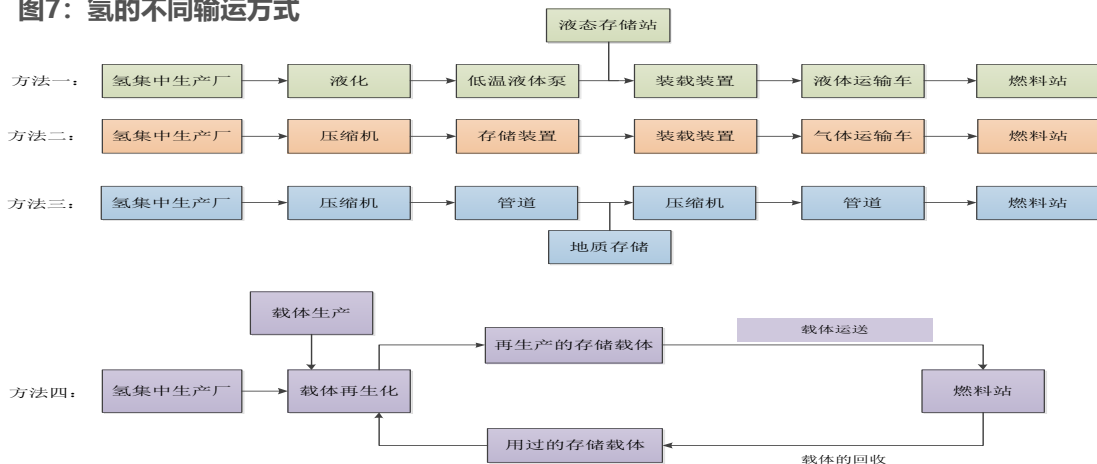 图7：氢的不同输运方式
液态存储站
方法一： 氢集中生产厂 液化 低温液体泵 装载装置 液体运输车 燃料站
方法二： 氢集中生产厂 压缩机 存储装置 装载装置 气体运输车 燃料站
方法三： 氢集中生产厂 压缩机 管道 压缩机 管道 燃料站
地质存储
载体生产
再生产的存储载体 载体运送
方法四： 氢集中生产厂 载体再生化 燃料站
用过的存储载体
载体的回收